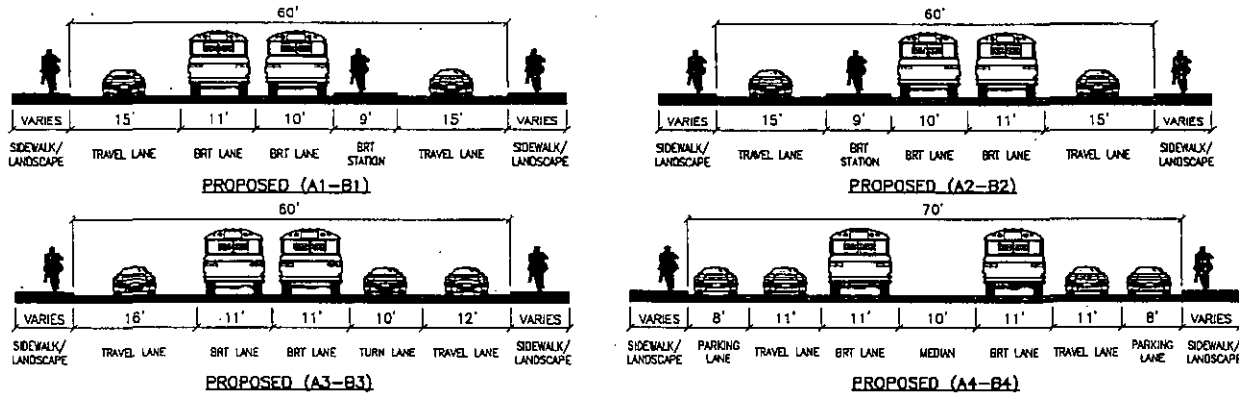 60'
VARIES 15' 11' 10' 9' 15' VARIES
SIDEWALK/ LANDSCAPE TRAVEL LANE BRT LANE BRT LANE BRT STATION TRAVEL LANE SIDEWALK/ LANDSCAPE
PROPOSED (A1-B1)
60'
VARIES 15' 9' 10' 11' 15' VARIES
SIDEWALK/ LANDSCAPE TRAVEL LANE BRT STATION BRT LANE BRT LANE TRAVEL LANE SIDEWALK/ LANDSCAPE
PROPOSED (A2-B2)
60'
VARIES 16' 11' 11' 10' 12' VARIES
SIDEWALK/ LANDSCAPE TRAVEL LANE BRT LANE BRT LANE TURN LANE TRAVEL LANE SIDEWALK/ LANDSCAPE
PROPOSED (A3-B3)
70'
VARIES 8' 11' 11' 10' 11' 11' 8' VARIES
SIDEWALK/ LANDSCAPE PARKING LANE TRAVEL LANE BRT LANE MEDIAN BRT LANE TRAVEL LANE PARKING LANE SIDEWALK/ LANDSCAPE
PROPOSED (A4-B4)